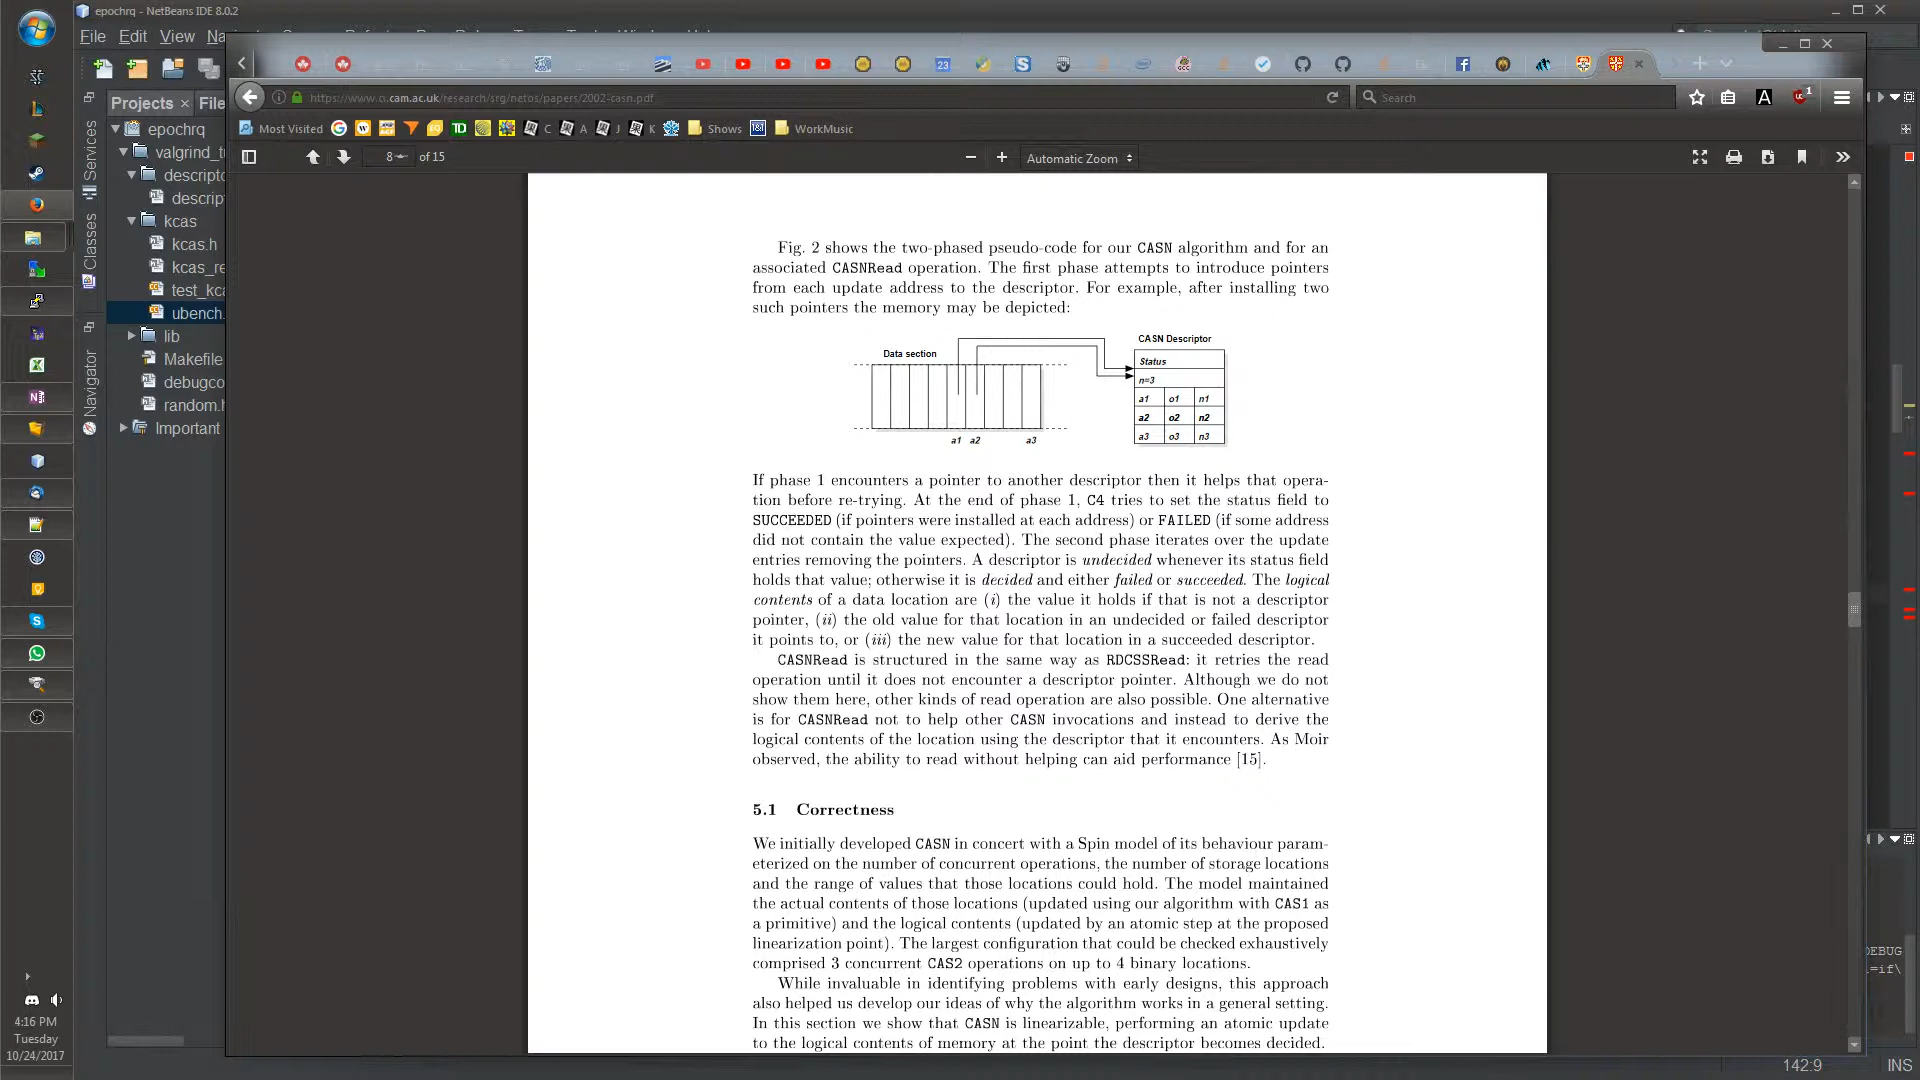 epochrq - NetBeans IDE 8.0.2
File Edit View Na
https://www.cl.cam.ac.uk/research/srg/netos/papers/2002-casn.pdf
Search
Most Visited
C
A
J
K
Shows
WorkMusic
8 of 15
Automatic Zoom
Projects
File
Services
Classes
Navigator
epochrq
valgrind_t
descripto
descrip
kcas
kcas.h
kcas_re
test_kca
ubench.
lib
Makefile
debugco
random.h
Important
Fig. 2 shows the two-phased pseudo-code for our CASN algorithm and for an
associated CASNRead operation. The first phase attempts to introduce pointers
from each update address to the descriptor. For example, after installing two
such pointers the memory may be depicted:
CASN Descriptor
Data section
Status
n=3
a1 o1 n1
a2 o2 n2
a3 o3 n3
a1 a2 a3
If phase 1 encounters a pointer to another descriptor then it helps that opera-
tion before re-trying. At the end of phase 1, C4 tries to set the status field to
SUCCEEDED (if pointers were installed at each address) or FAILED (if some address
did not contain the value expected). The second phase iterates over the update
entries removing the pointers. A descriptor is undecided whenever its status field
holds that value; otherwise it is decided and either failed or succeeded. The logical
contents of a data location are (i) the value it holds if that is not a descriptor
pointer, (ii) the old value for that location in an undecided or failed descriptor
it points to, or (iii) the new value for that location in a succeeded descriptor.
CASNRead is structured in the same way as RDCSSRead: it retries the read
operation until it does not encounter a descriptor pointer. Although we do not
show them here, other kinds of read operation are also possible. One alternative
is for CASNRead not to help other CASN invocations and instead to derive the
logical contents of the location using the descriptor that it encounters. As Moir
observed, the ability to read without helping can aid performance [15].
5.1 Correctness
We initially developed CASN in concert with a Spin model of its behaviour param-
eterized on the number of concurrent operations, the number of storage locations
and the range of values that those locations could hold. The model maintained
the actual contents of those locations (updated using our algorithm with CAS1 as
a primitive) and the logical contents (updated by an atomic step at the proposed
linearization point). The largest configuration that could be checked exhaustively
comprised 3 concurrent CAS2 operations on up to 4 binary locations.
While invaluable in identifying problems with early designs, this approach
also helped us develop our ideas of why the algorithm works in a general setting.
In this section we show that CASN is linearizable, performing an atomic update
to the logical contents of memory at the point the descriptor becomes decided.
DEBUG
.=if\
4:16 PM
Tuesday
10/24/2017
142:9 INS